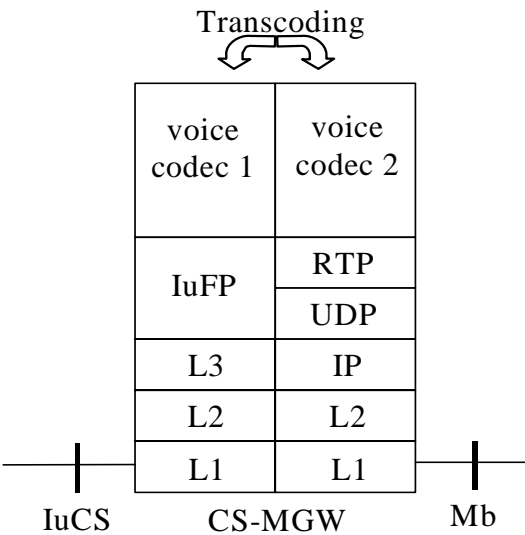 Transcoding
voice
codec 1
voice
codec 2
IuFP
RTP
UDP
L3
IP
L2
L2
L1
L1
IuCS
CS-MGW
Mb